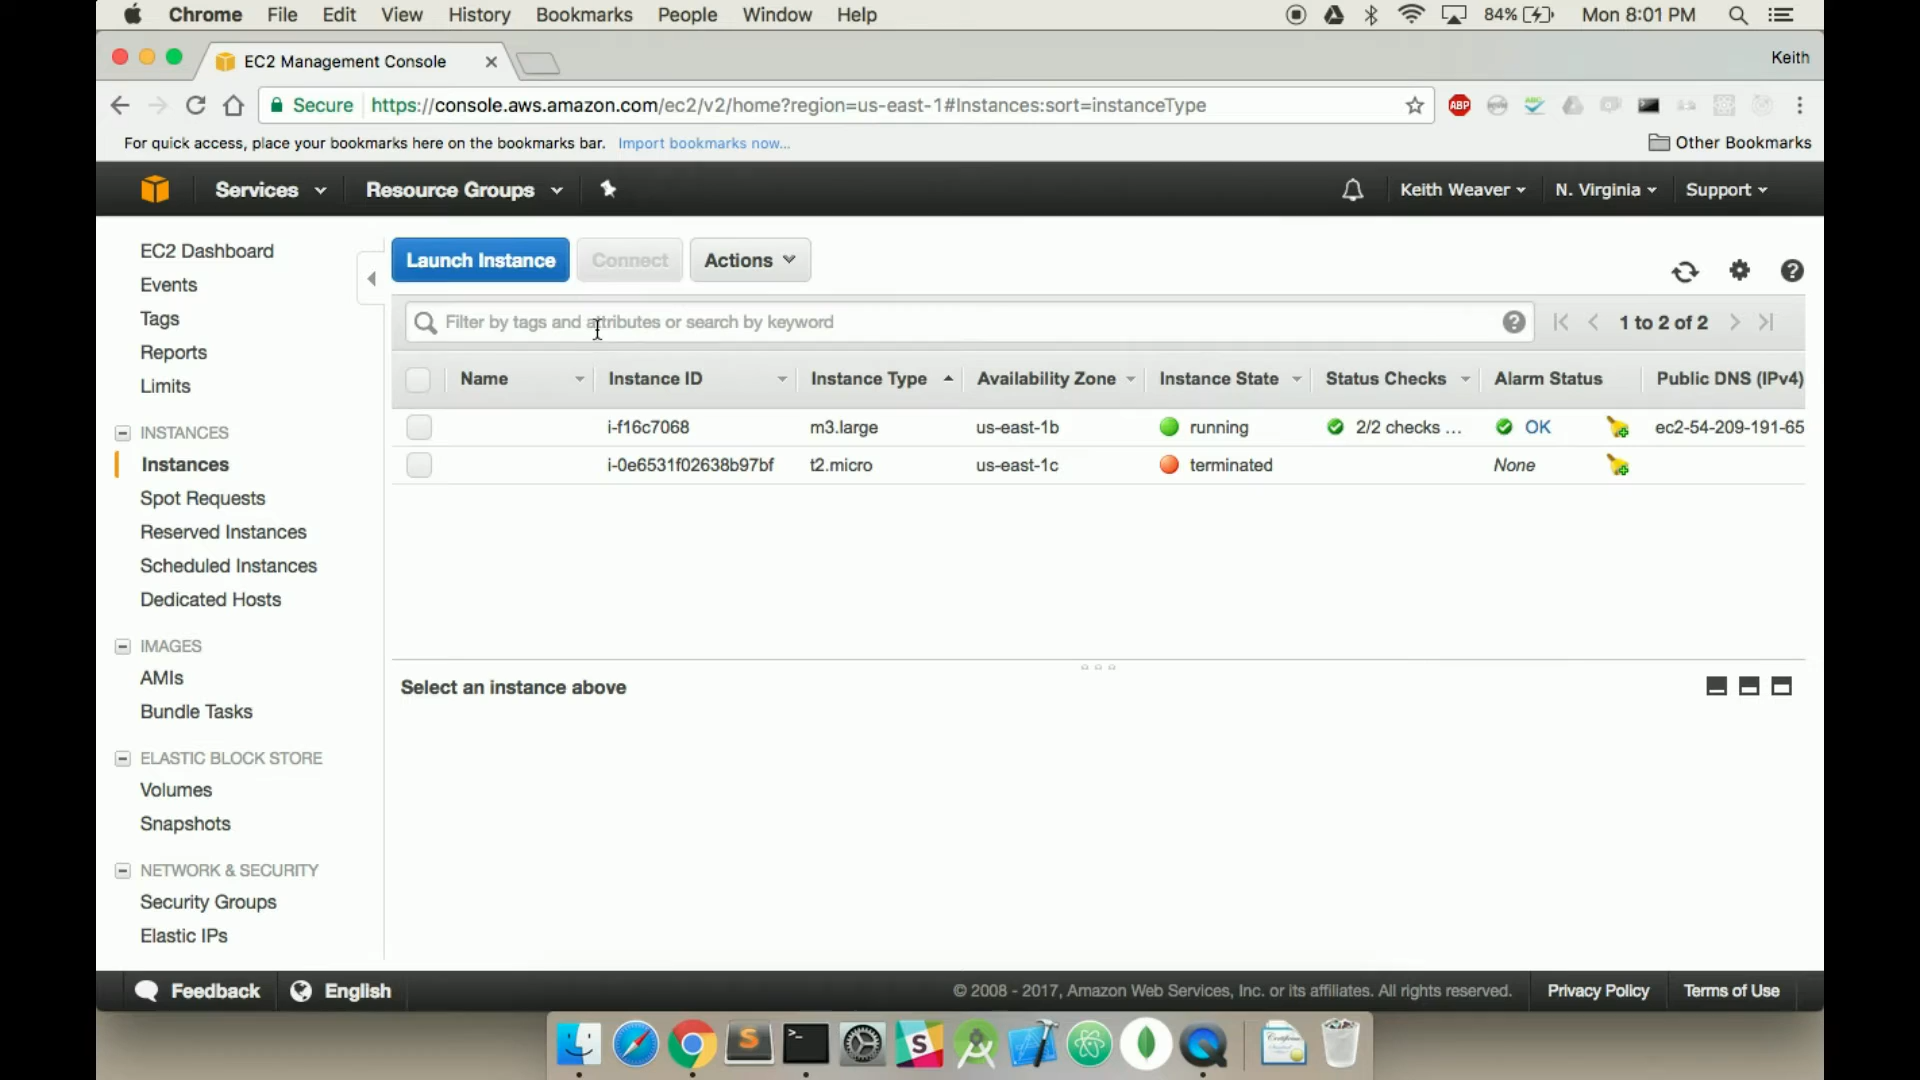 Chrome File Edit View History Bookmarks People Window Help 84% Mon 8:01 PM
EC2 Management Console Keith
Secure https://console.aws.amazon.com/ec2/v2/home?region=us-east-1#Instances:sort=instanceType ABP
For quick access, place your bookmarks here on the bookmarks bar. Import bookmarks now... Other Bookmarks
Services Resource Groups Keith Weaver N. Virginia Support
EC2 Dashboard
Events
Tags
Reports
Limits
INSTANCES
Instances
Spot Requests
Reserved Instances
Scheduled Instances
Dedicated Hosts
IMAGES
AMIs
Bundle Tasks
ELASTIC BLOCK STORE
Volumes
Snapshots
NETWORK & SECURITY
Security Groups
Elastic IPs
Launch Instance Connect Actions
Filter by tags and attributes or search by keyword 1 to 2 of 2
Name Instance ID Instance Type Availability Zone Instance State Status Checks Alarm Status Public DNS (IPv4)
i-f16c7068 m3.large us-east-1b running 2/2 checks ... OK ec2-54-209-191-65
i-0e6531f02638b97bf t2.micro us-east-1c terminated None
Select an instance above
Feedback English © 2008 - 2017, Amazon Web Services, Inc. or its affiliates. All rights reserved. Privacy Policy Terms of Use